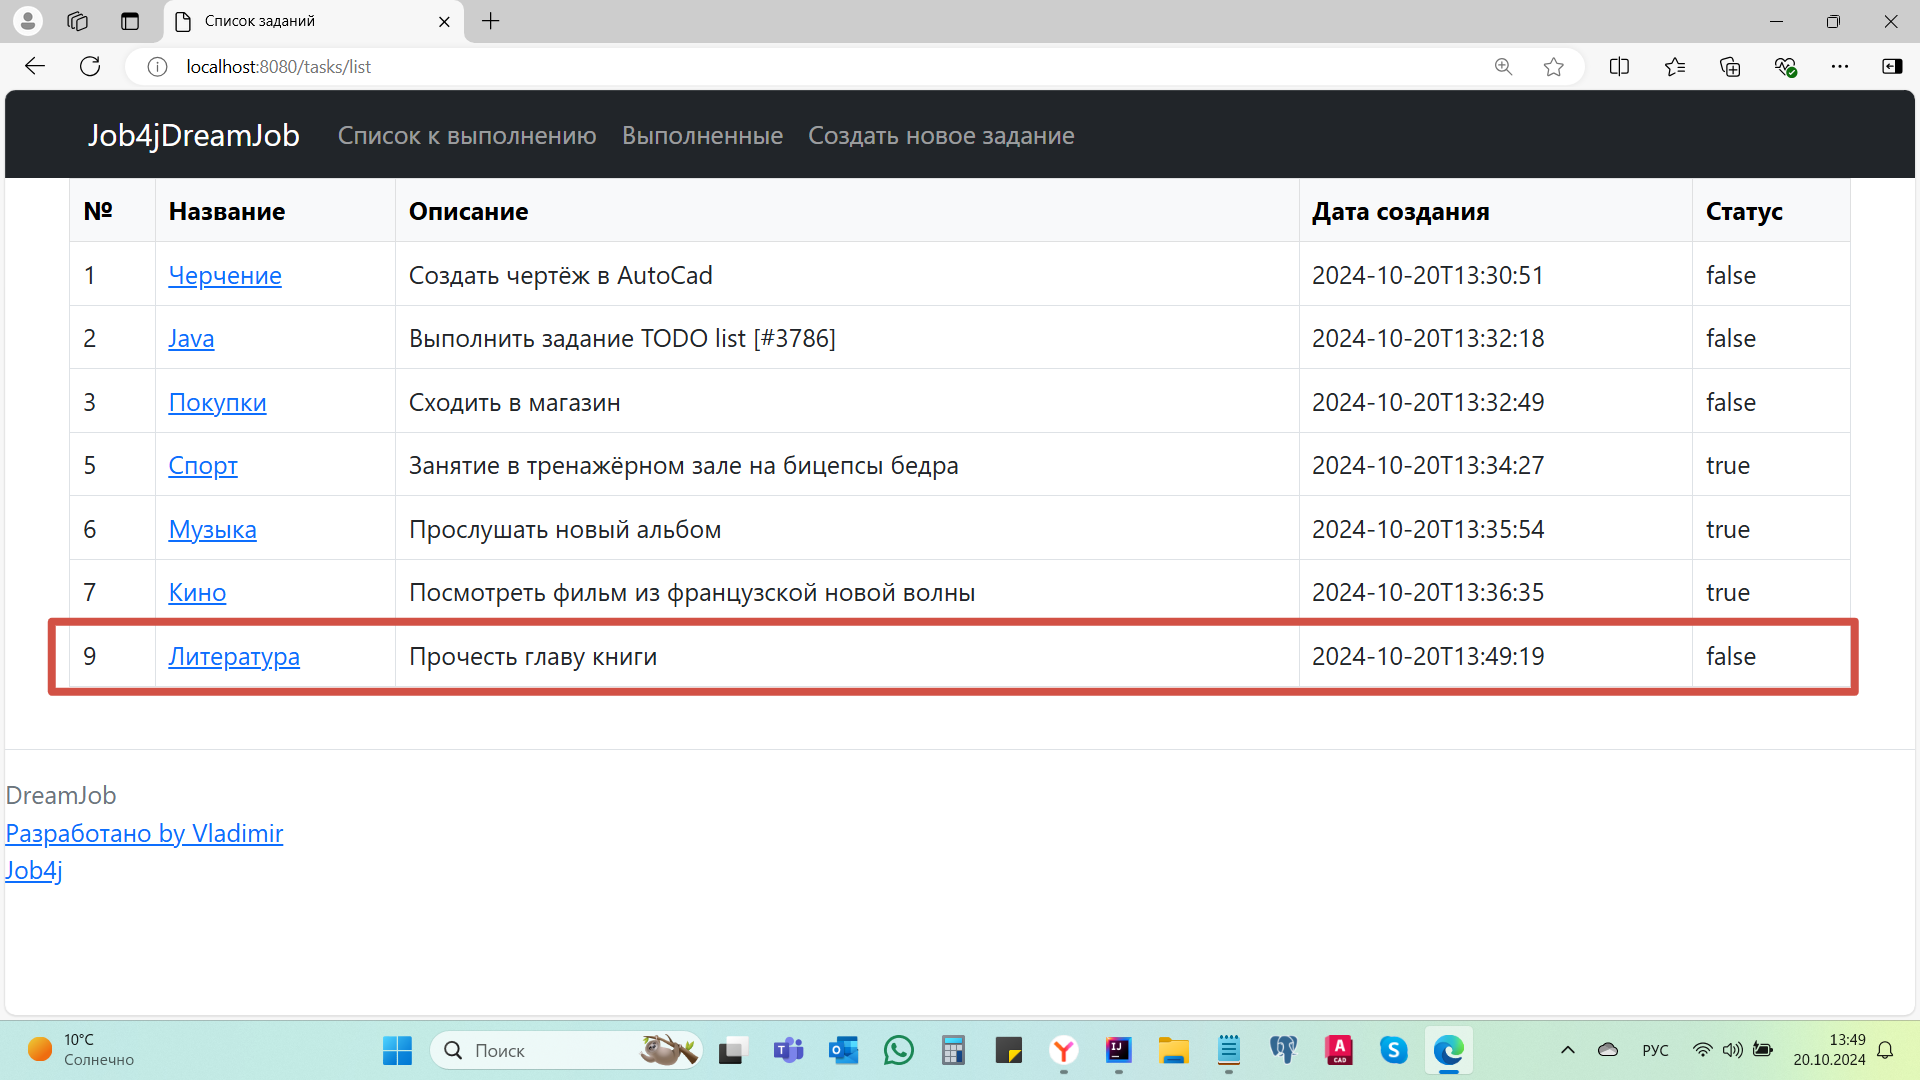 Список заданий
localhost:8080/tasks/list
Job4jDreamJob Список к выполнению Выполненные Создать новое задание
№ Название Описание Дата создания Статус
1 Черчение Создать чертёж в AutoCad 2024-10-20T13:30:51 false
2 Java Выполнить задание TODO list [#3786] 2024-10-20T13:32:18 false
3 Покупки Сходить в магазин 2024-10-20T13:32:49 false
5 Спорт Занятие в тренажёрном зале на бицепсы бедра 2024-10-20T13:34:27 true
6 Музыка Прослушать новый альбом 2024-10-20T13:35:54 true
7 Кино Посмотреть фильм из французской новой волны 2024-10-20T13:36:35 true
9 Литература Прочесть главу книги 2024-10-20T13:49:19 false
DreamJob
Разработано by Vladimir
Job4j
10°C
Солнечно
Поиск
РУС
13:49
20.10.2024